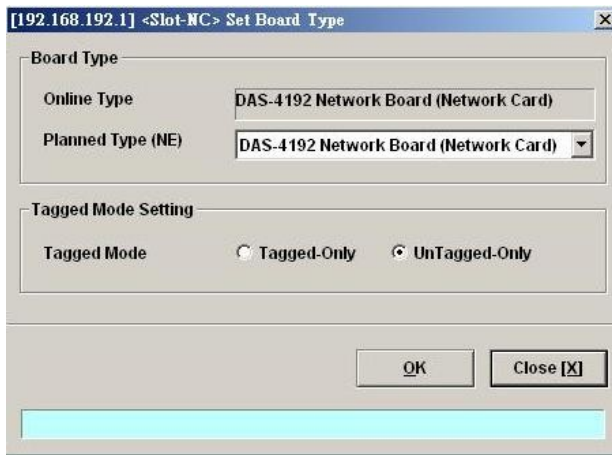 [192.168.192.1] <Slot-NC> Set Board Type
Board Type
Online Type DAS-4192 Network Board (Network Card)
Planned Type (NE) DAS-4192 Network Board (Network Card)
Tagged Mode Setting
Tagged Mode Tagged-Only UnTagged-Only
OK Close [X]